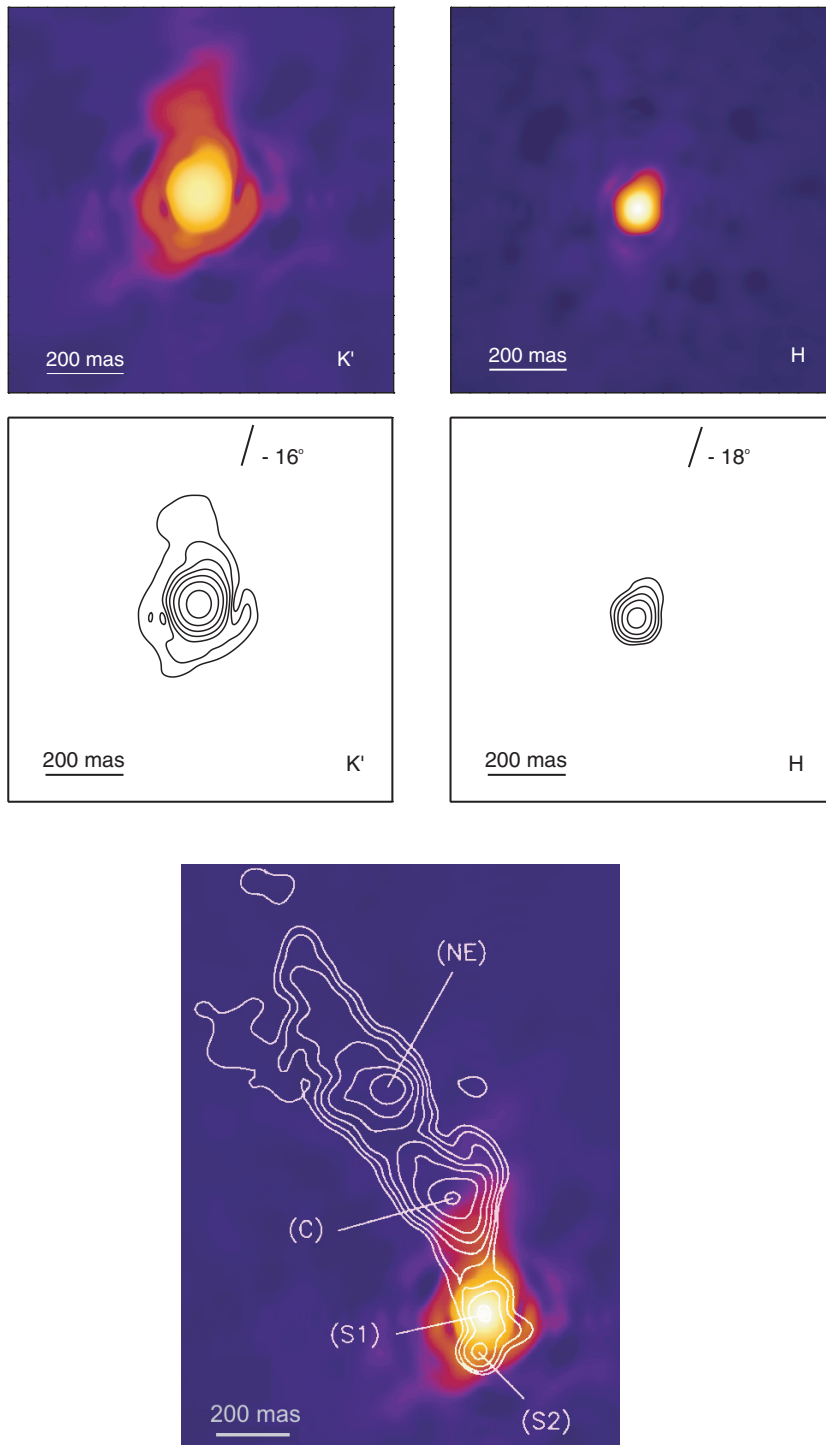 200 mas K'
200 mas H
- 16°
- 18°
200 mas K'
200 mas H
(NE)
(C)
(S1)
(S2)
200 mas